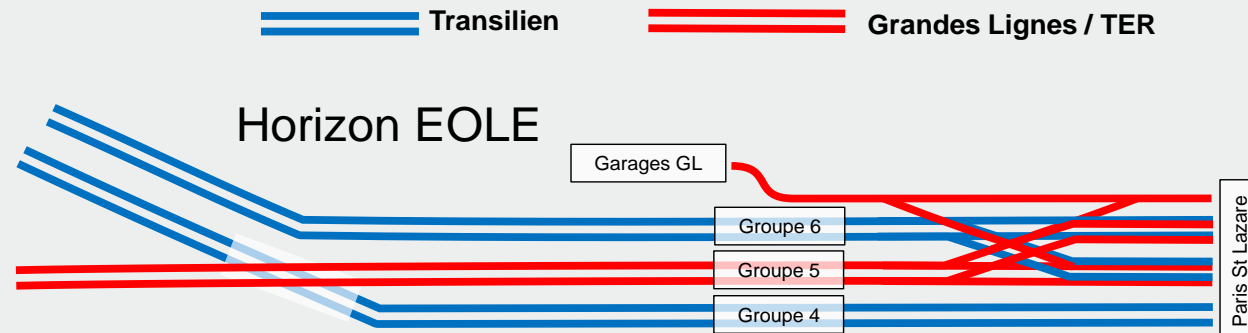 Transilien
Grandes Lignes / TER
Horizon EOLE
Garages GL
Groupe 6
Groupe 5
Groupe 4
Paris St Lazare